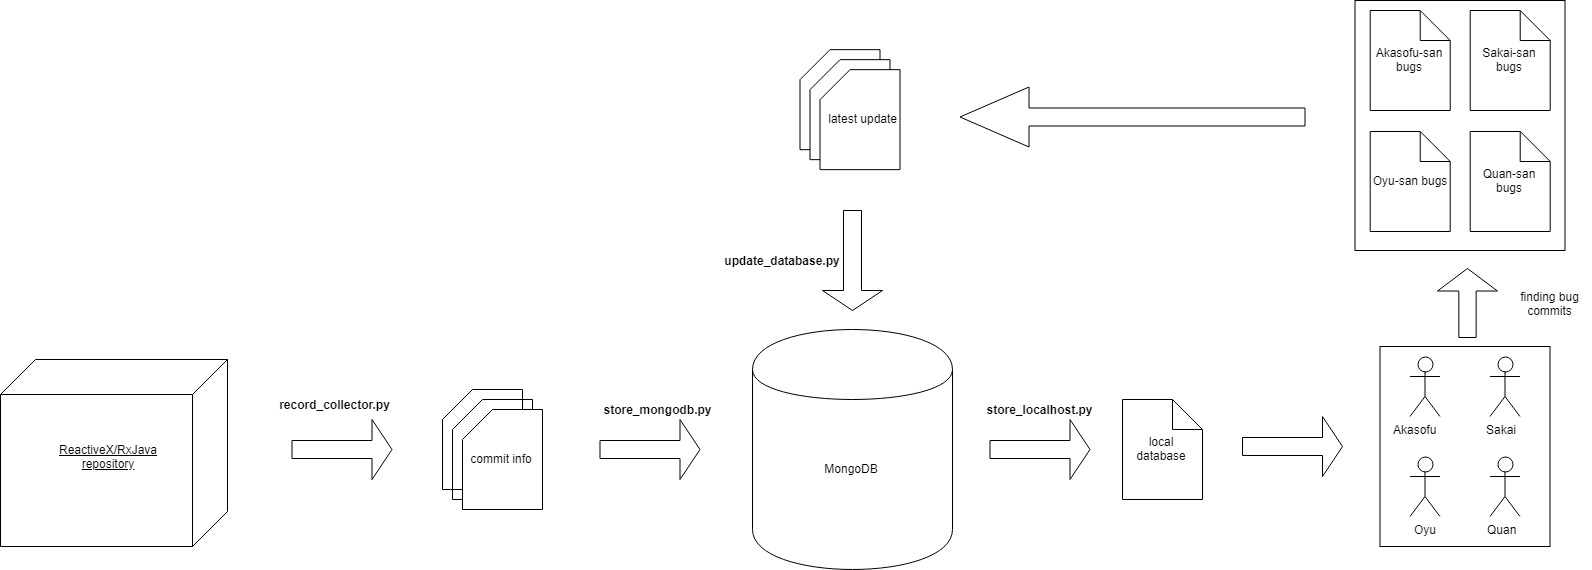 Akasofu-san
bugs
Sakai-san
bugs
latest update
Oyu-san bugs
Quan-san
bugs
update_database.py
finding bug
commits
record_collector.py
store_mongodb.py
store_localhost.py
Akasofu
Sakai
ReactiveX/RxJava
repository
commit info
MongoDB
local
database
Oyu
Quan